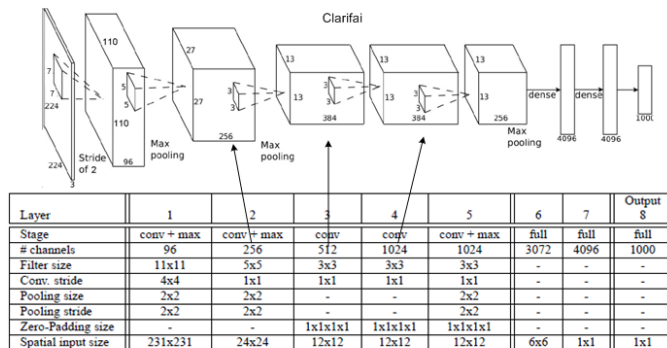 Clarifai
110
27
13
13
13
7
7
224
5
5
3
3
3
3
3
3
110
27
13
13
13
dense
dense
384
384
256
1000
256
Max
pooling
4096
4096
Stride
of 2
96
Max
pooling
Max
pooling
224
3
Layer 1 2 3 4 5 6 7 Output 8
Stage conv + max conv + max conv conv conv + max full full full
# channels 96 256 512 1024 1024 3072 4096 1000
Filter size 11x11 5x5 3x3 3x3 3x3 - - -
Conv. stride 4x4 1x1 1x1 1x1 1x1 - - -
Pooling size 2x2 2x2 - - 2x2 - - -
Pooling stride 2x2 2x2 - - 2x2 - - -
Zero-Padding size - - 1x1x1x1 1x1x1x1 1x1x1x1 - - -
Spatial input size 231x231 24x24 12x12 12x12 12x12 6x6 1x1 1x1